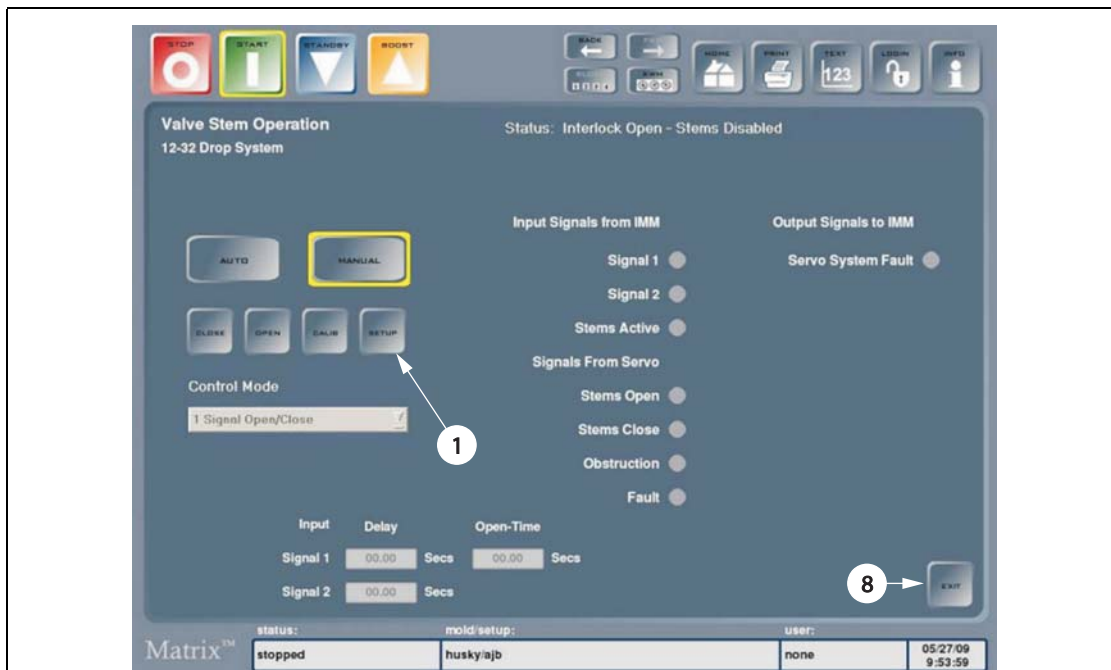 STOP START STANDBY BOOST BACK HOME PRINT TEXT LOGIN INFO
123
Valve Stem Operation
Status: Interlock Open - Stems Disabled
12-32 Drop System
Input Signals from IMM
Output Signals to IMM
AUTO MANUAL
Signal 1
Servo System Fault
Signal 2
CLOSE OPEN CALIB SETUP
Stems Active
Signals From Servo
Control Mode
Stems Open
1 Signal Open/Close
Stems Close
1
Obstruction
Fault
Input Delay Open-Time
Signal 1 00.00 Secs 00.00 Secs
Signal 2 00.00 Secs
8
EXIT
Matrix™
status: mold/setup: user:
stopped husky/ajb none 05/27/09
9:53:59